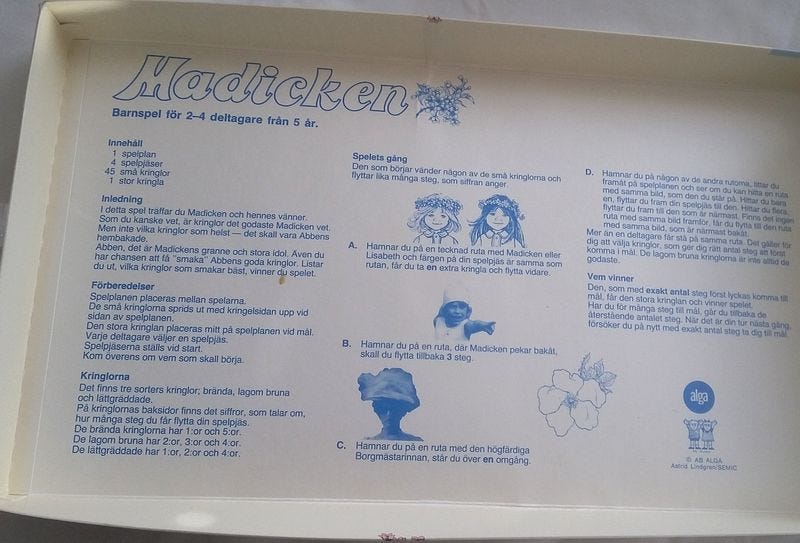 Madicken
Barnspel för 2–4 deltagare från 5 år.
Innehåll
1 spelplan
4 spelpjäser
45 små kringlor
1 stor kringla
Inledning
I detta spel träffar du Madicken och hennes vänner.
Som du kanske vet, är kringlor det godaste Madicken vet.
Men inte vilka kringlor som helst — det skall vara Abbens
hembakade.
Abben, det är Madickens granne och stora idol. Även du
har chansen att få "smaka" Abbens goda kringlor. Listar
du ut, vilka kringlor som smakar bäst, vinner du spelet.
Förberedelser
Spelplanen placeras mellan spelarna.
De små kringlorna sprids ut med kringelsidan upp vid
sidan av spelplanen.
Den stora kringlan placeras mitt på spelplanen vid mål.
Varje deltagare väljer en spelpjäs.
Spelpjäserna ställs vid start.
Kom överens om vem som skall börja.
Kringlorna
Det finns tre sorters kringlor; brända, lagom bruna
och lättgräddade.
På kringlornas baksidor finns det siffror, som talar om,
hur många steg du får flytta din spelpjäs.
De brända kringlorna har 1:or och 5:or.
De lagom bruna har 2:or, 3:or och 4:or.
De lättgräddade har 1:or, 2:or och 4:or.
Spelets gång
Den som börjar vänder någon av de små kringlorna och
flyttar lika många steg, som siffran anger.
A. Hamnar du på en tecknad ruta med Madicken eller
Lisabeth och färgen på din spelpjäs är samma som
rutan, får du ta en extra kringla och flytta vidare.
B. Hamnar du på en ruta, där Madicken pekar bakåt,
skall du flytta tillbaka 3 steg.
C. Hamnar du på en ruta med den högfärdiga
Borgmästarinnan, står du över en omgång.
D. Hamnar du på någon av de andra rutorna, tittar du
framåt på spelplanen och ser om du kan hitta en ruta
med samma bild, som den du står på. Hittar du bara
en, flyttar du fram din spelpjäs till den. Hittar du flera,
flyttar du fram till den som är närmast. Finns det ingen
ruta med samma bild framför, får du flytta till den ruta
med samma bild, som är närmast bakåt.
Mer än en deltagare får stå på samma ruta. Det gäller för
dig att välja kringlor, som ger dig rätt antal steg att först
komma i mål. De lagom bruna kringlorna är inte alltid de
godaste.
Vem vinner
Den, som med exakt antal steg först lyckas komma till
mål, får den stora kringlan och vinner spelet.
Har du för många steg till mål, går du tillbaka de
återstående antalet steg. När det är din tur nästa gång,
försöker du på nytt med exakt antal steg ta dig till mål.
alga
© AB ALGA
Astrid Lindgren/SEMIC